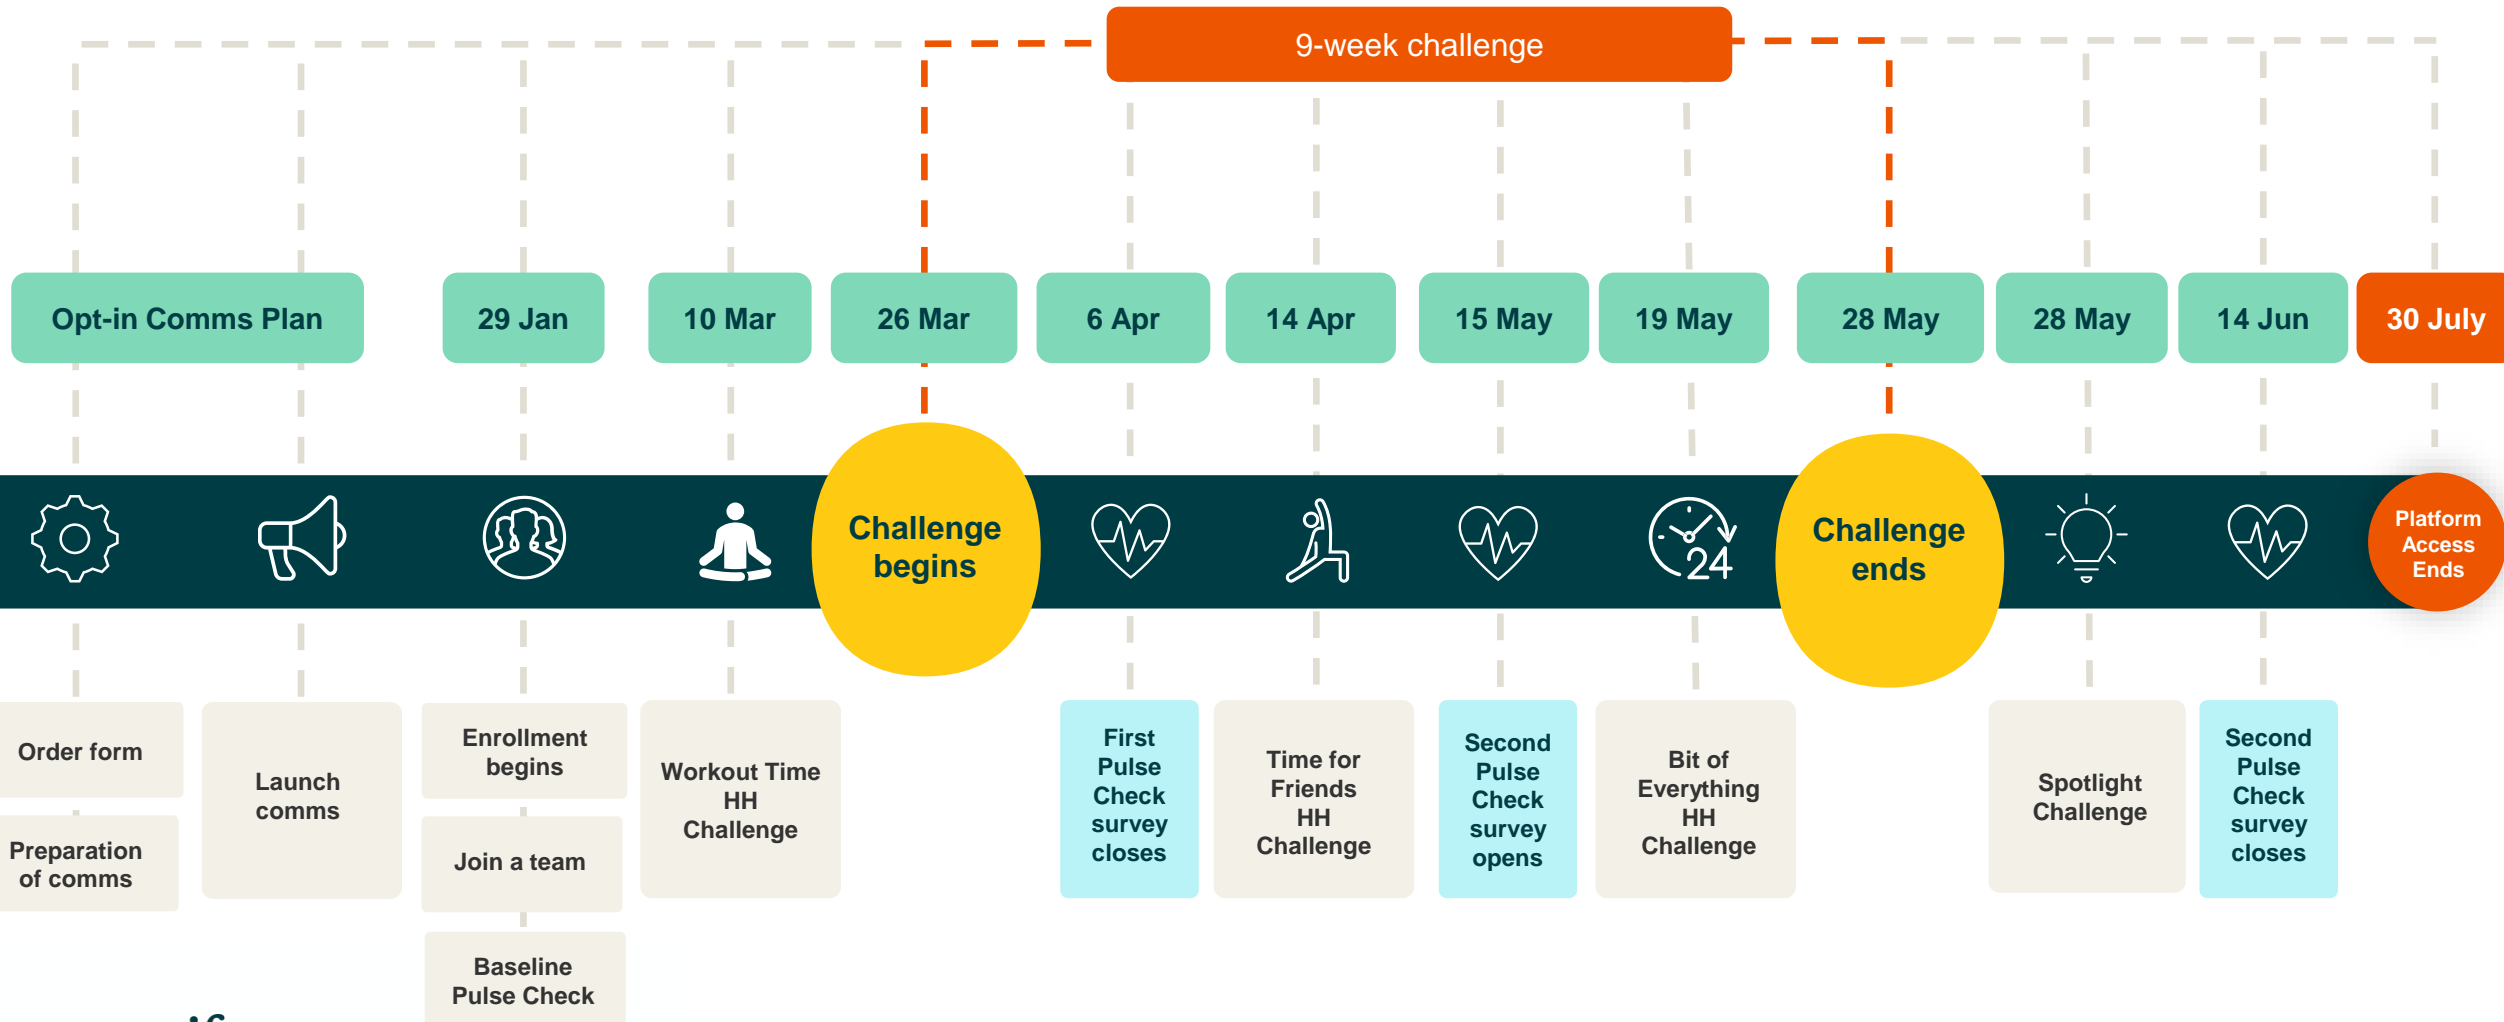 9-week challenge
Opt-in Comms Plan
29 Jan
10 Mar
26 Mar
6 Apr
14 Apr
15 May
19 May
28 May
28 May
14 Jun
30 July
Challenge
begins
24
Challenge
ends
Platform
Access
Ends
Order form
Preparation
of comms
Launch
comms
Enrollment
begins
Join a team
Baseline
Pulse Check
Workout Time
HH
Challenge
First
Pulse
Check
survey
closes
Time for
Friends
HH
Challenge
Second
Pulse
Check
survey
opens
Bit of
Everything
HH
Challenge
Spotlight
Challenge
Second
Pulse
Check
survey
closes